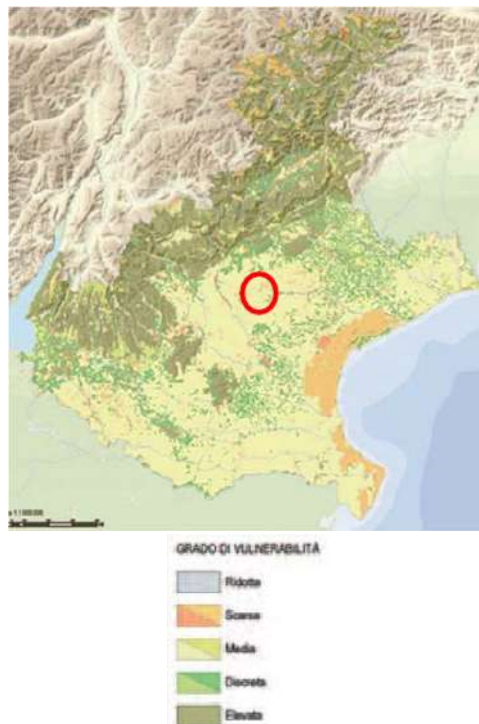 GRADO DI VULNERABILITÀ
Ridotta
Scarsa
Media
Discreta
Elevata